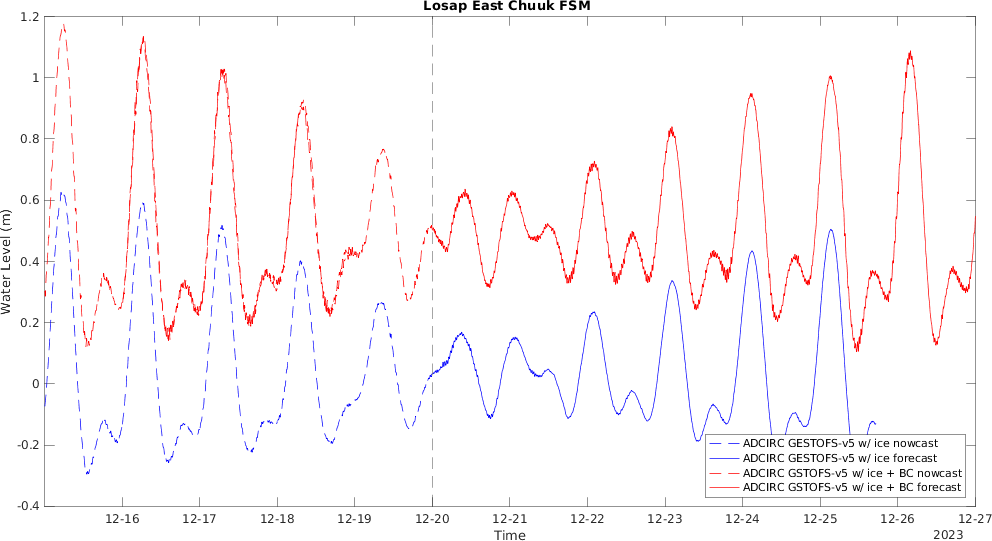 Losap East Chuuk FSM
1.2
1
0.8
0.6
0.4
0.2
0
-0.2
-0.4
Water Level (m)
ADCIRC GESTOFS-v5 w/ ice nowcast
ADCIRC GESTOFS-v5 w/ ice forecast
ADCIRC GSTOFS-v5 w/ ice + BC nowcast
ADCIRC GSTOFS-v5 w/ ice + BC forecast
12-16 12-17 12-18 12-19 12-20 12-21 12-22 12-23 12-24 12-25 12-26 12-27
Time
2023